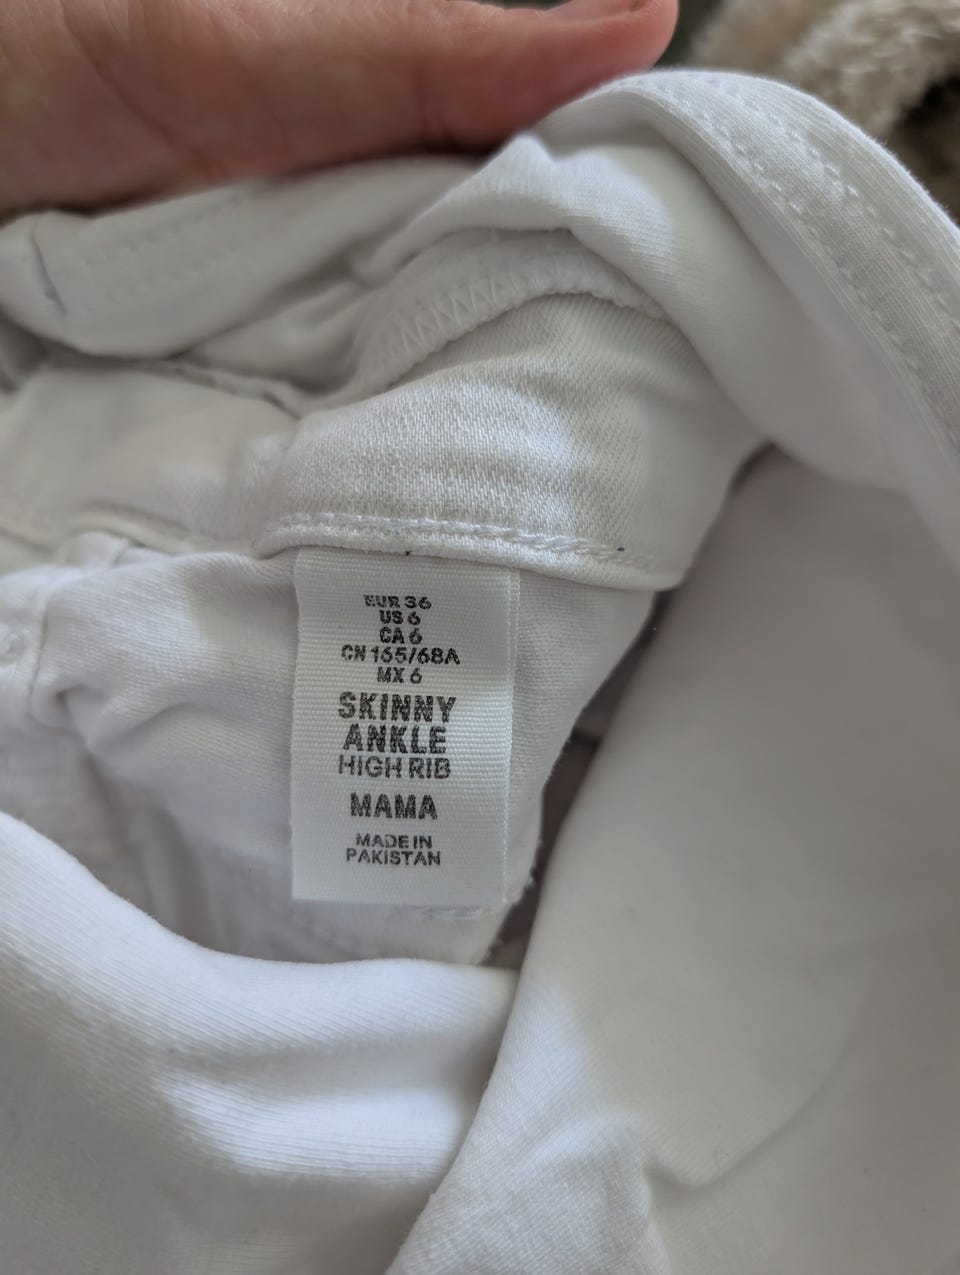 EUR 36
US 6
CA 6
CN 165/68A
MX 6
SKINNY
ANKLE
HIGH RIB
MAMA
MADE IN
PAKISTAN